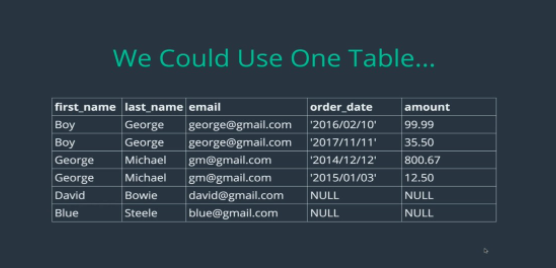 We Could Use One Table...
first_name last_name email order_date amount
Boy George george@gmail.com '2016/02/10' 99.99
Boy George george@gmail.com '2017/11/11' 35.50
George Michael gm@gmail.com '2014/12/12' 800.67
George Michael gm@gmail.com '2015/01/03' 12.50
David Bowie david@gmail.com NULL NULL
Blue Steele blue@gmail.com NULL NULL